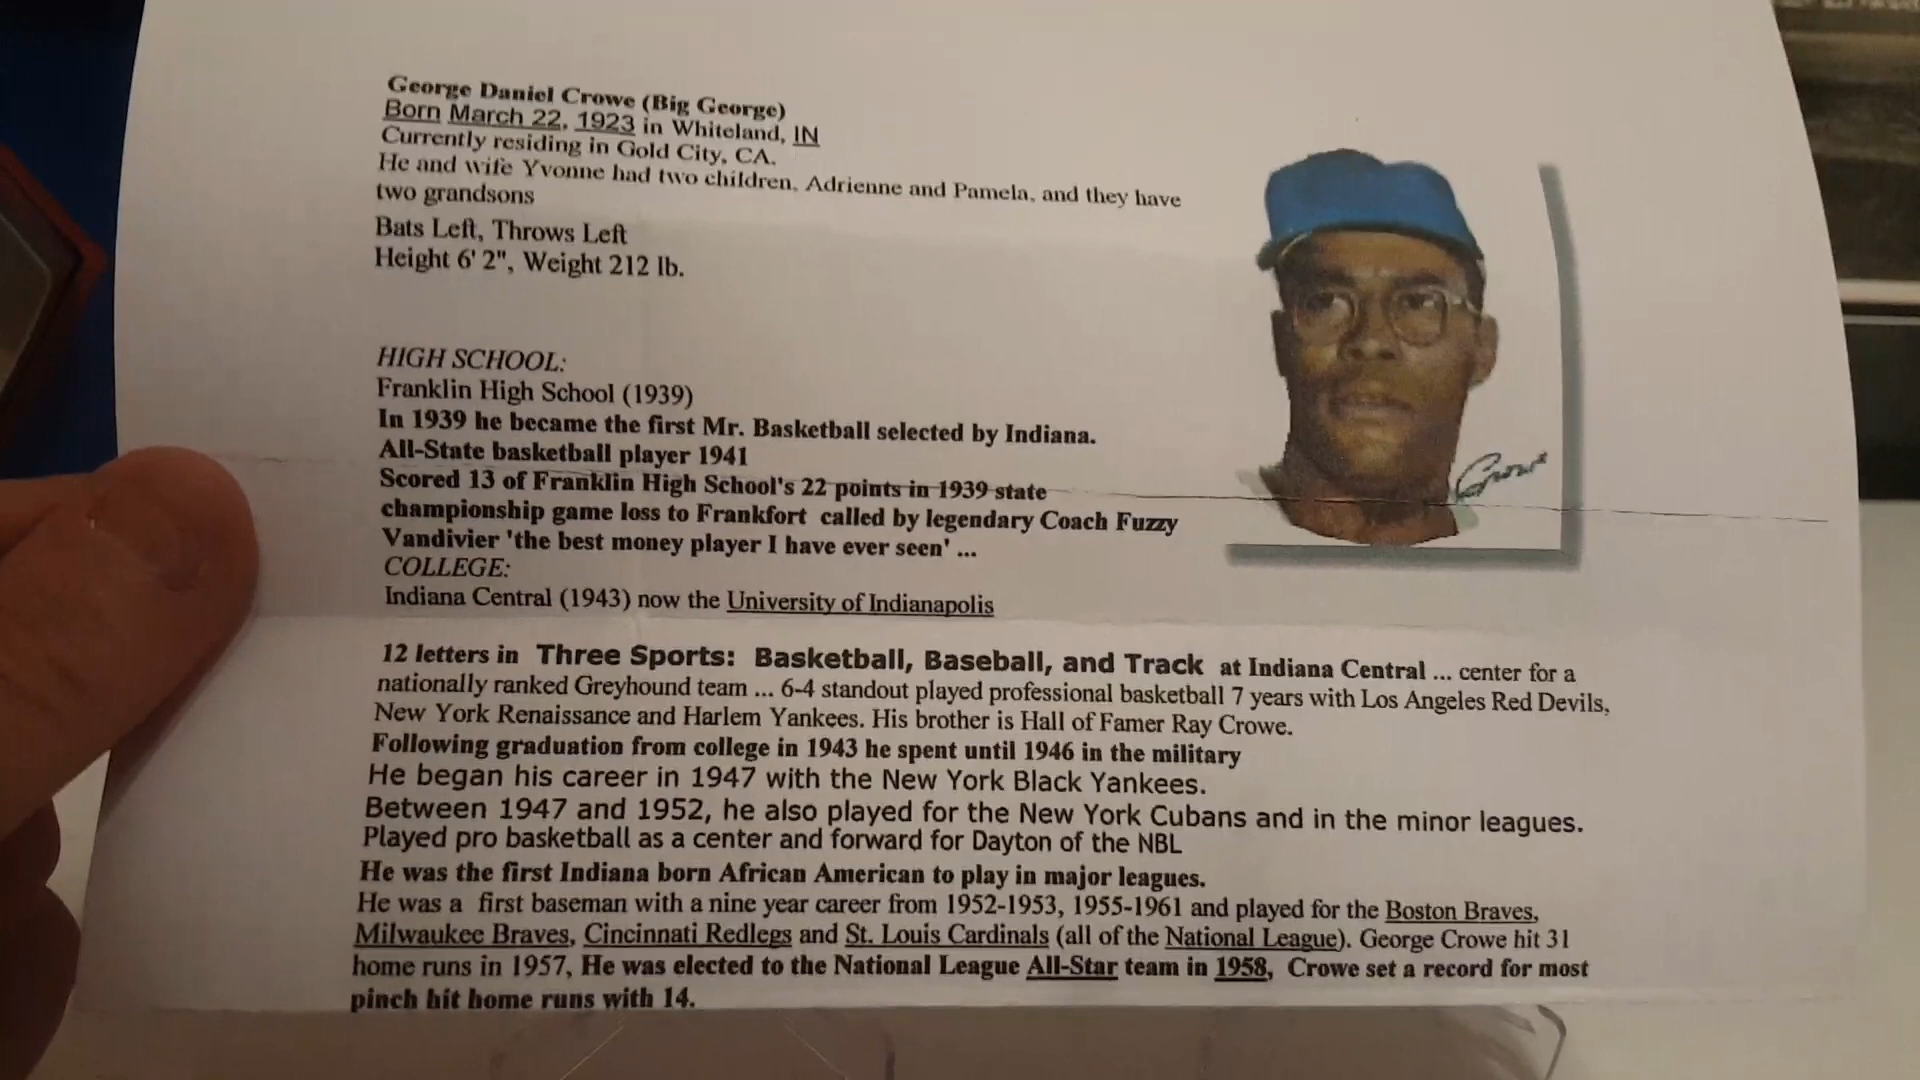 George Daniel Crowe (Big George)
Born March 22, 1923 in Whiteland, IN
Currently residing in Gold City, CA.
He and wife Yvonne had two children, Adrienne and Pamela, and they have
two grandsons
Bats Left, Throws Left
Height 6' 2", Weight 212 lb.
HIGH SCHOOL:
Franklin High School (1939)
In 1939 he became the first Mr. Basketball selected by Indiana.
All-State basketball player 1941
Scored 13 of Franklin High School's 22 points in 1939 state
championship game loss to Frankfort called by legendary Coach Fuzzy
Vandivier 'the best money player I have ever seen' ...
Crowe
COLLEGE:
Indiana Central (1943) now the University of Indianapolis
12 letters in Three Sports: Basketball, Baseball, and Track at Indiana Central ... center for a
nationally ranked Greyhound team ... 6-4 standout played professional basketball 7 years with Los Angeles Red Devils,
New York Renaissance and Harlem Yankees. His brother is Hall of Famer Ray Crowe.
Following graduation from college in 1943 he spent until 1946 in the military
He began his career in 1947 with the New York Black Yankees.
Between 1947 and 1952, he also played for the New York Cubans and in the minor leagues.
Played pro basketball as a center and forward for Dayton of the NBL
He was the first Indiana born African American to play in major leagues.
He was a first baseman with a nine year career from 1952-1953, 1955-1961 and played for the Boston Braves,
Milwaukee Braves, Cincinnati Redlegs and St. Louis Cardinals (all of the National League). George Crowe hit 31
home runs in 1957, He was elected to the National League All-Star team in 1958, Crowe set a record for most
pinch hit home runs with 14.